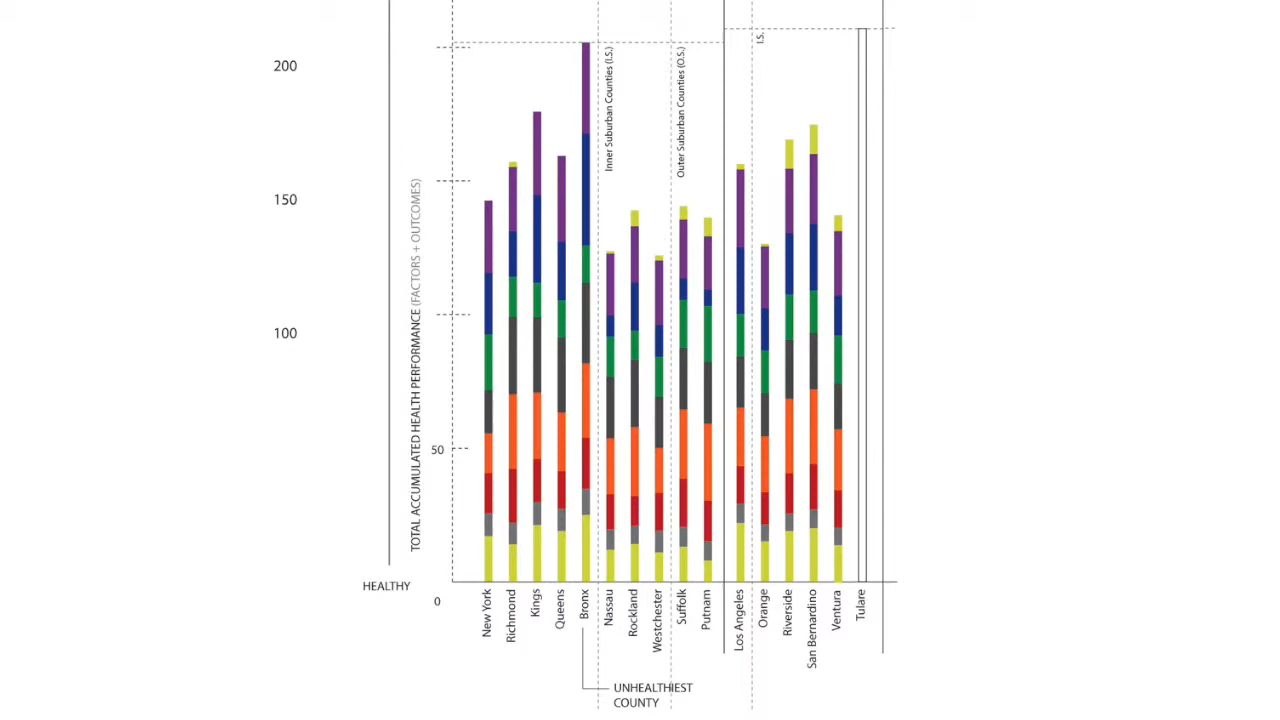 200
150
100
50
0
HEALTHY
TOTAL ACCUMULATED HEALTH PERFORMANCE (FACTORS + OUTCOMES)
Inner Suburban Counties (I.S.)
Outer Suburban Counties (O.S.)
I.S.
New York
Richmond
Kings
Queens
Bronx
Nassau
Rockland
Westchester
Suffolk
Putnam
Los Angeles
Orange
Riverside
San Bernardino
Ventura
Tulare
UNHEALTHIEST
COUNTY